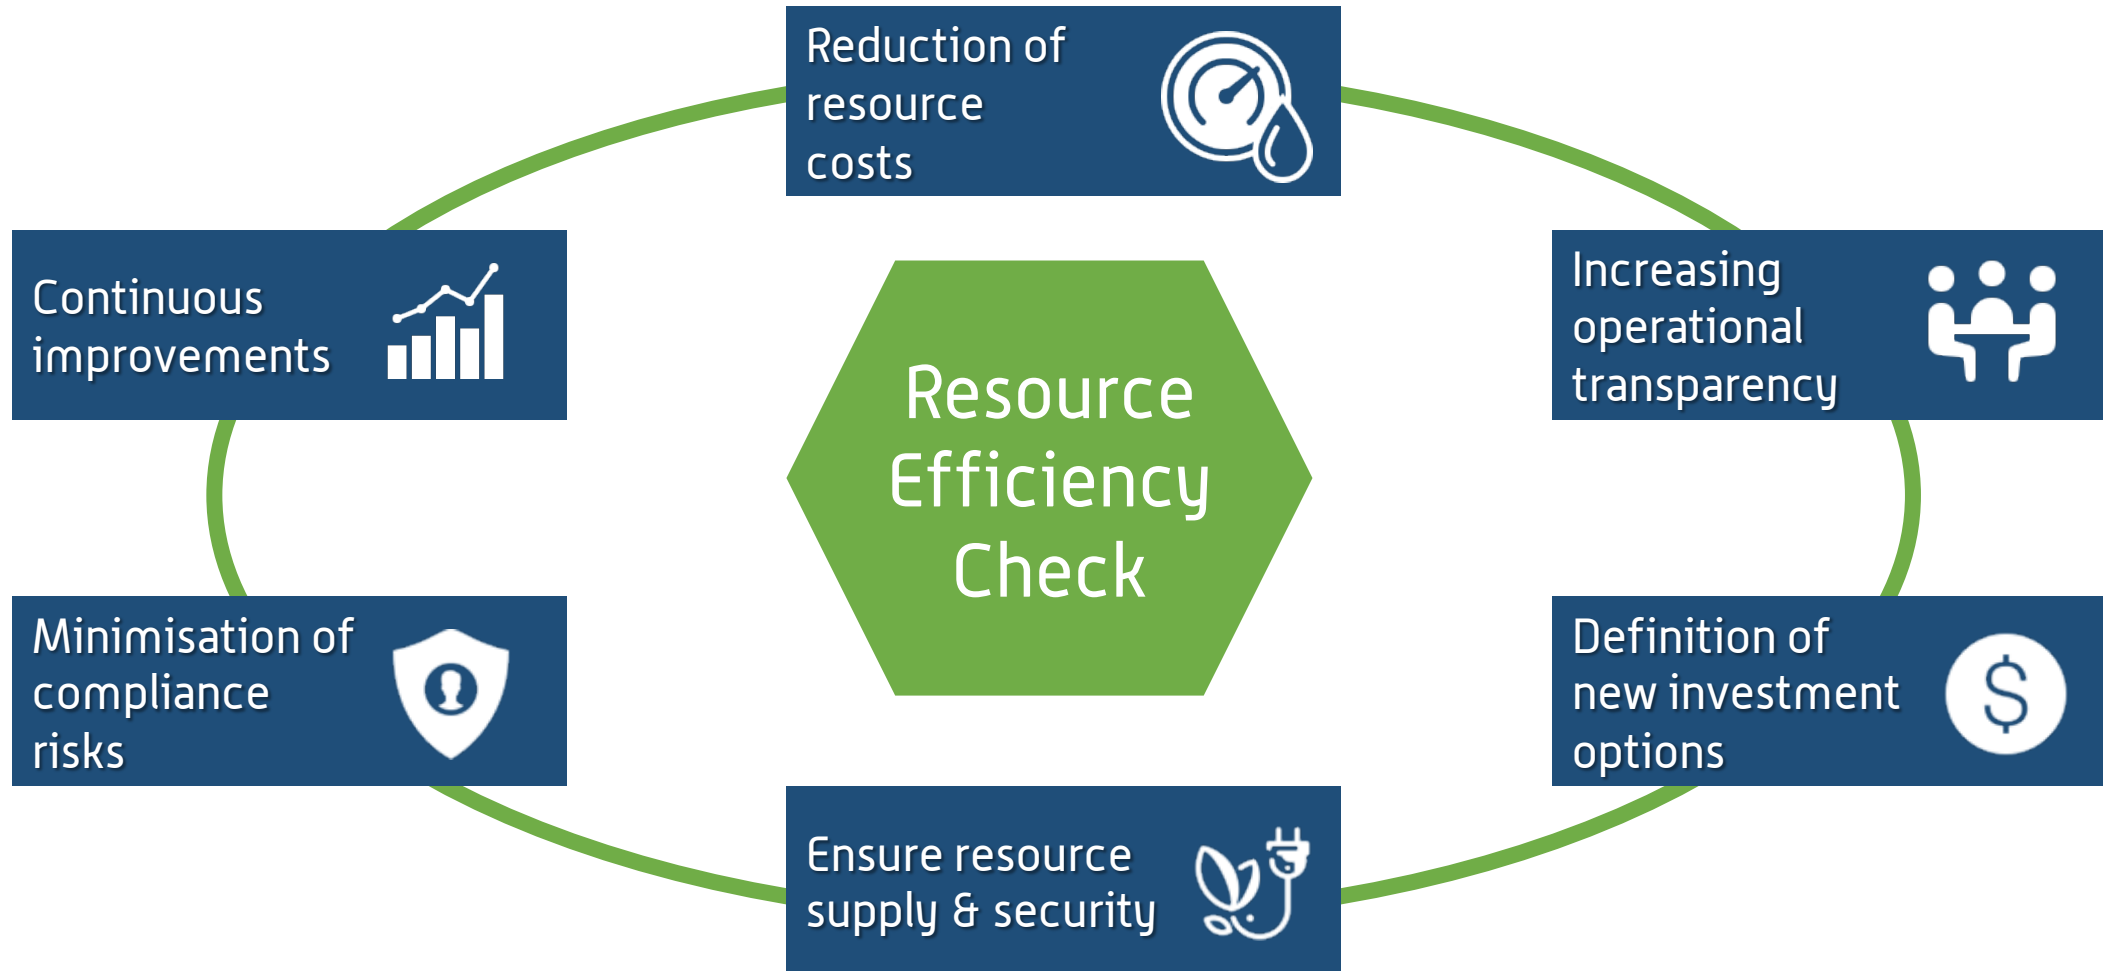 Reduction of
resource
costs
Continuous
improvements
Increasing
operational
transparency
Resource
Efficiency
Check
Minimisation of
compliance
risks
Definition of
new investment
options
Ensure resource
supply & security
$